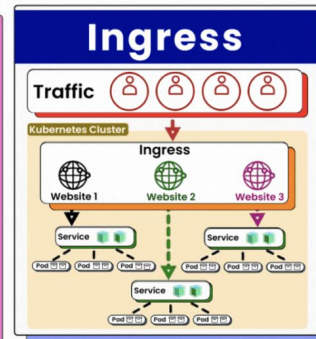 Ingress
Traffic
Kubernetes Cluster
Ingress
Website 1 Website 2 Website 3
Service Service
Pod Pod Pod Pod Pod Pod
Service
Pod Pod Pod